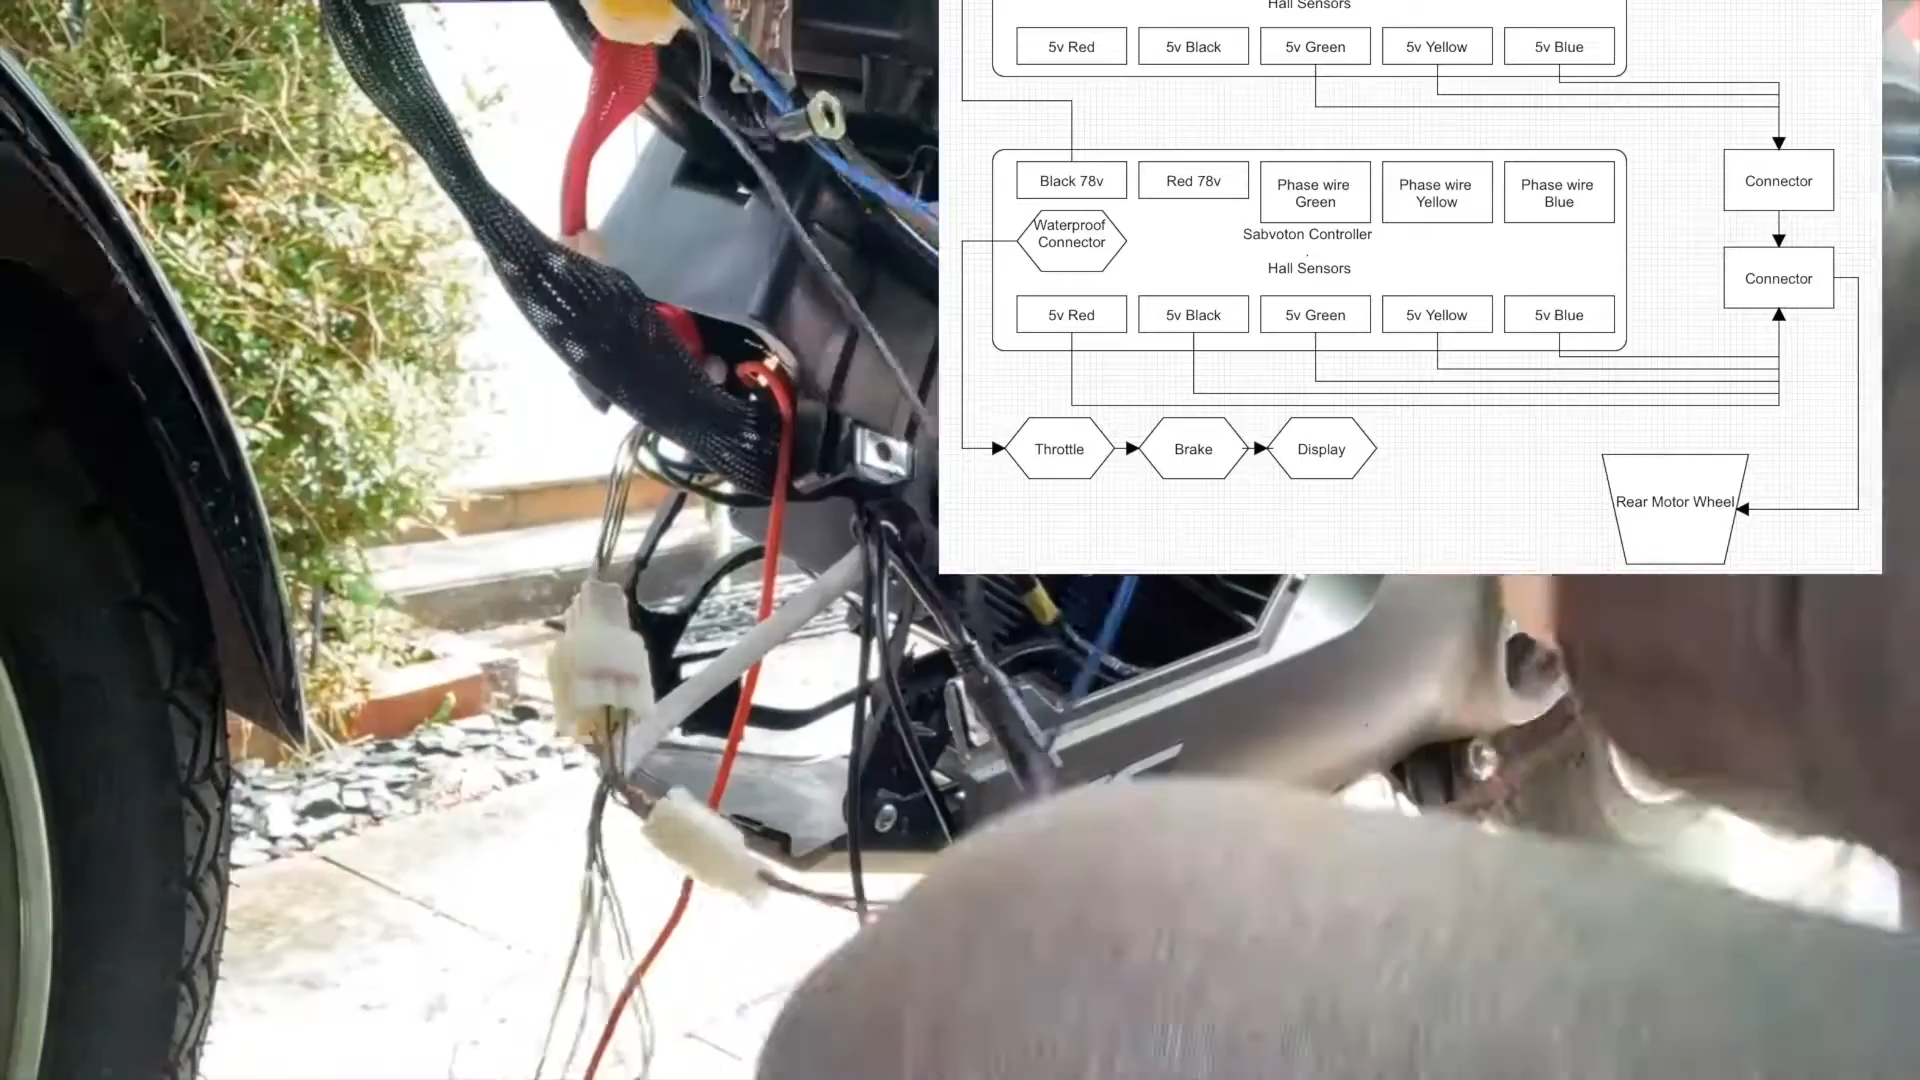 Hall Sensors
5v Red
5v Black
5v Green
5v Yellow
5v Blue
Black 78v
Red 78v
Phase wire
Green
Phase wire
Yellow
Phase wire
Blue
Connector
Waterproof
Connector
Sabvoton Controller
.
Hall Sensors
Connector
5v Red
5v Black
5v Green
5v Yellow
5v Blue
Throttle
Brake
Display
Rear Motor Wheel